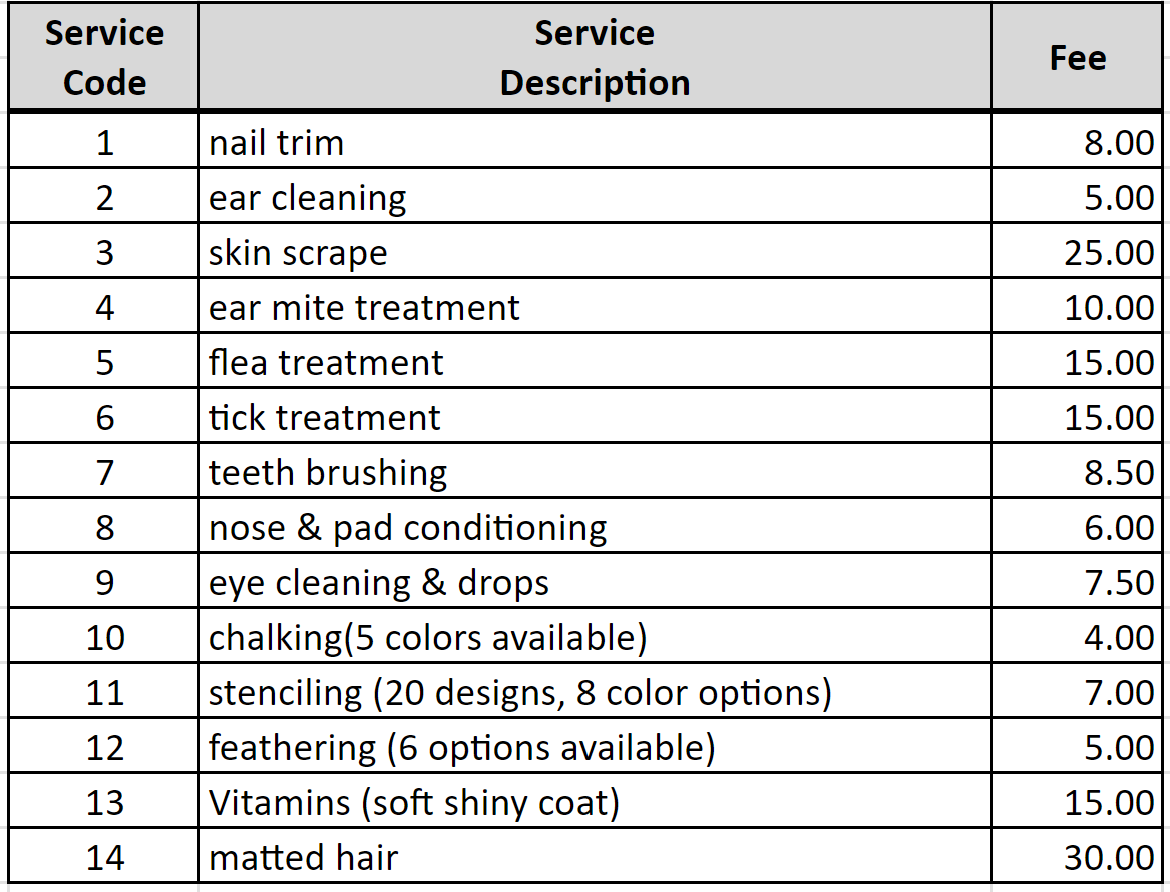 Service Code Service Description Fee
1 nail trim 8.00
2 ear cleaning 5.00
3 skin scrape 25.00
4 ear mite treatment 10.00
5 flea treatment 15.00
6 tick treatment 15.00
7 teeth brushing 8.50
8 nose & pad conditioning 6.00
9 eye cleaning & drops 7.50
10 chalking(5 colors available) 4.00
11 stenciling (20 designs, 8 color options) 7.00
12 feathering (6 options available) 5.00
13 Vitamins (soft shiny coat) 15.00
14 matted hair 30.00